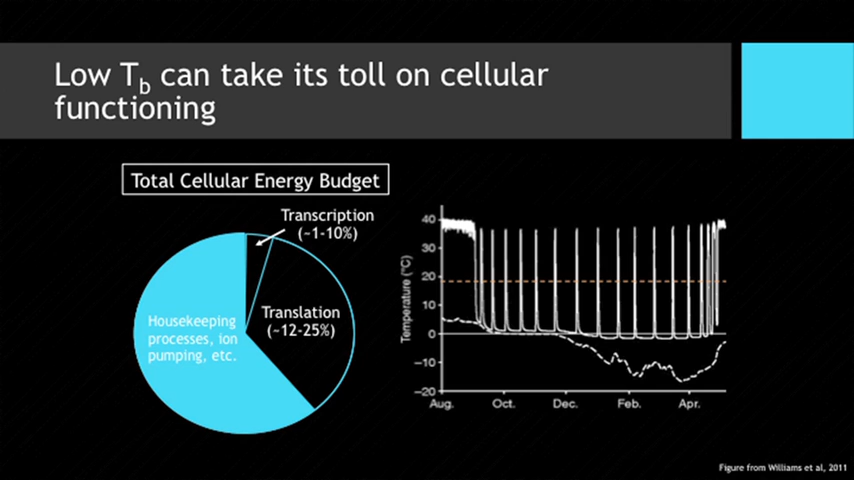 Low Tb can take its toll on cellular
functioning
Total Cellular Energy Budget
Transcription
(~1-10%)
Translation
(~12-25%)
Housekeeping
processes, ion
pumping, etc.
Temperature (°C)
40
30
20
10
0
−10
−20
Aug.
Oct.
Dec.
Feb.
Apr.
Figure from Williams et al, 2011